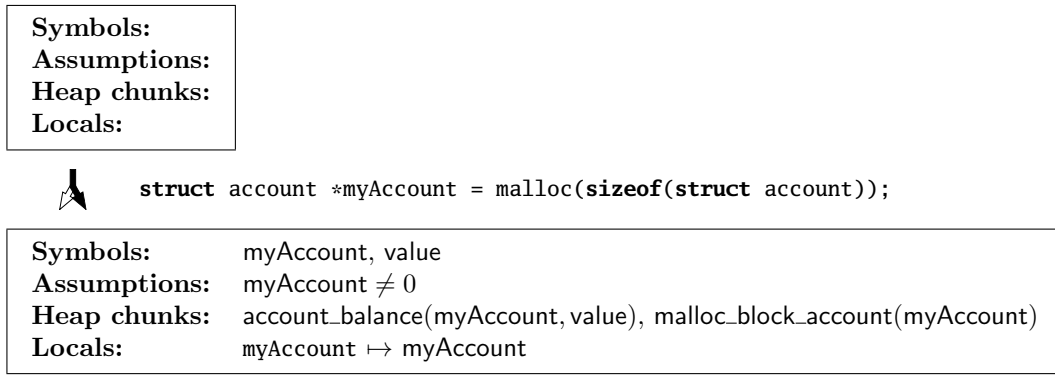 Symbols:
Assumptions:
Heap chunks:
Locals:
struct account *myAccount = malloc(sizeof(struct account));
Symbols: myAccount, value
Assumptions: myAccount ≠ 0
Heap chunks: account_balance(myAccount, value), malloc_block_account(myAccount)
Locals: myAccount ↦ myAccount